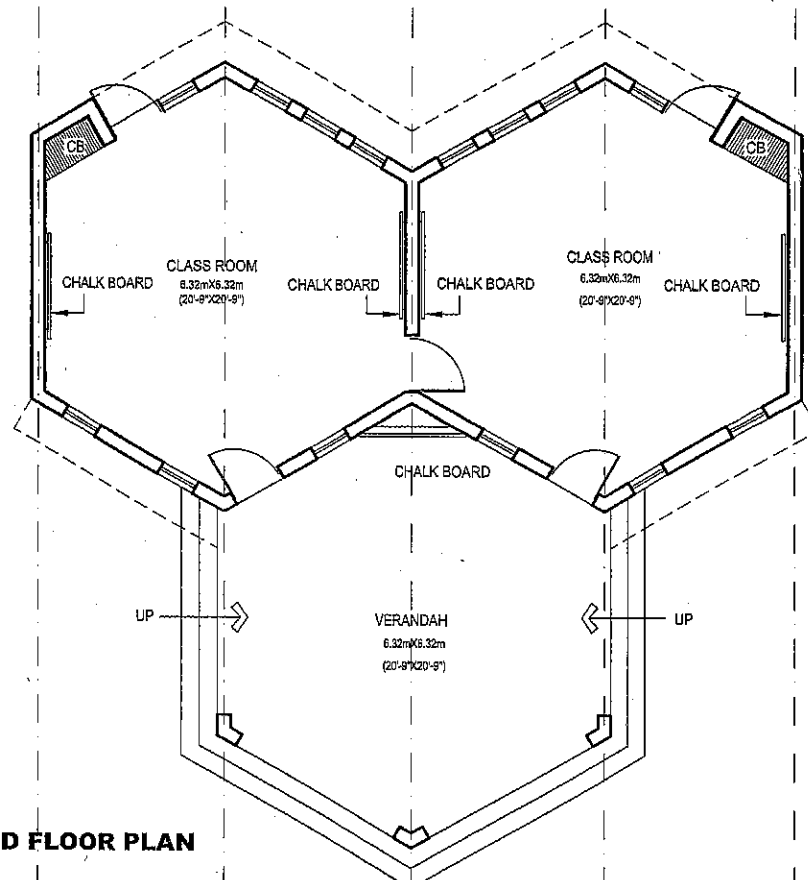 CB
CB
CLASS ROOM
6.32mX6.32m
(20'-9"X20'-9")
CHALK BOARD
CHALK BOARD
CHALK BOARD
CLASS ROOM
6.32mX6.32m
(20'-9"X20'-9")
CHALK BOARD
CHALK BOARD
UP
VERANDAH
6.32mX6.32m
(20'-9"X20'-9")
UP
D FLOOR PLAN